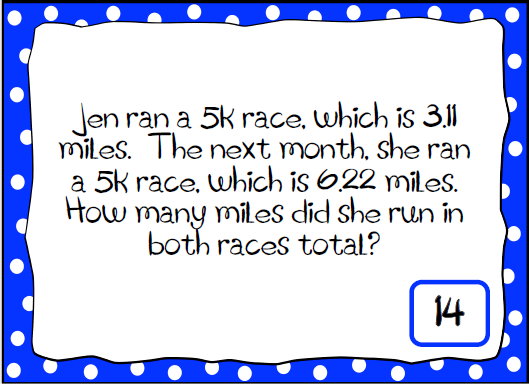 Jen ran a 5K race, which is 3.11
miles. The next month, she ran
a 5K race, which is 6.22 miles.
How many miles did she run in
both races total?
14